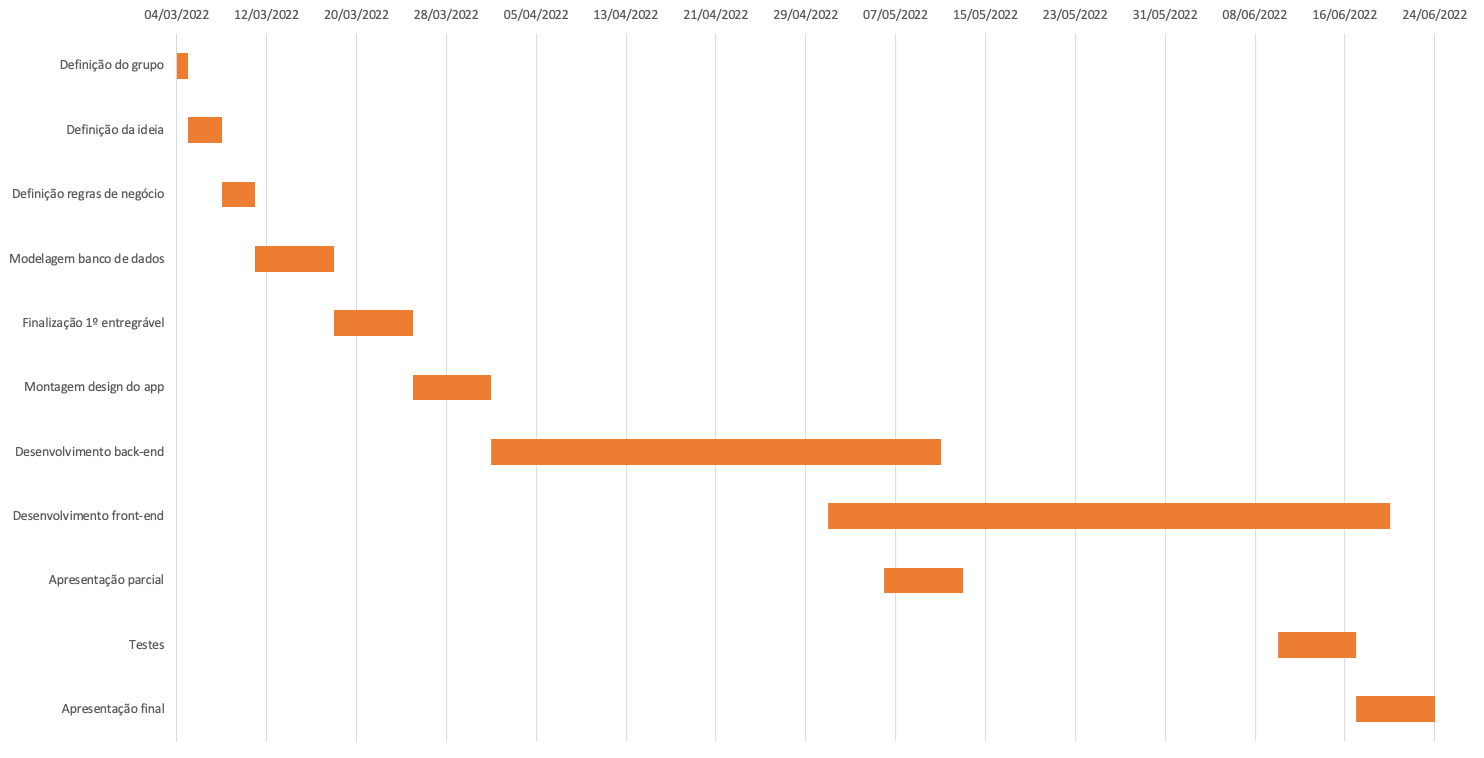 04/03/2022 12/03/2022 20/03/2022 28/03/2022 05/04/2022 13/04/2022 21/04/2022 29/04/2022 07/05/2022 15/05/2022 23/05/2022 31/05/2022 08/06/2022 16/06/2022 24/06/2022
Definição do grupo
Definição da ideia
Definição regras de negócio
Modelagem banco de dados
Finalização 1º entregrável
Montagem design do app
Desenvolvimento back-end
Desenvolvimento front-end
Apresentação parcial
Testes
Apresentação final